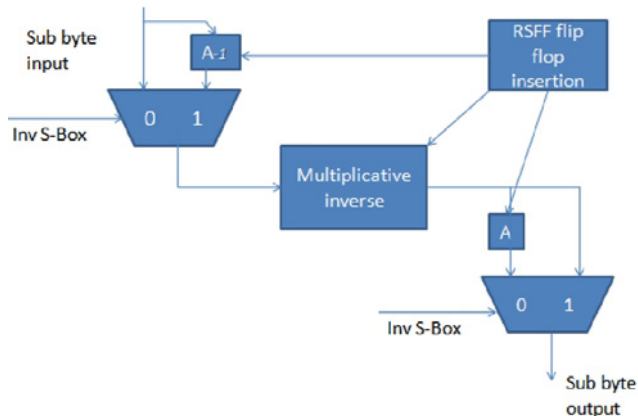 Sub byte
input
A-1
RSFF flip
flop
insertion
0 1
Inv S-Box
Multiplicative
inverse
A
0 1
Inv S-Box
Sub byte
output